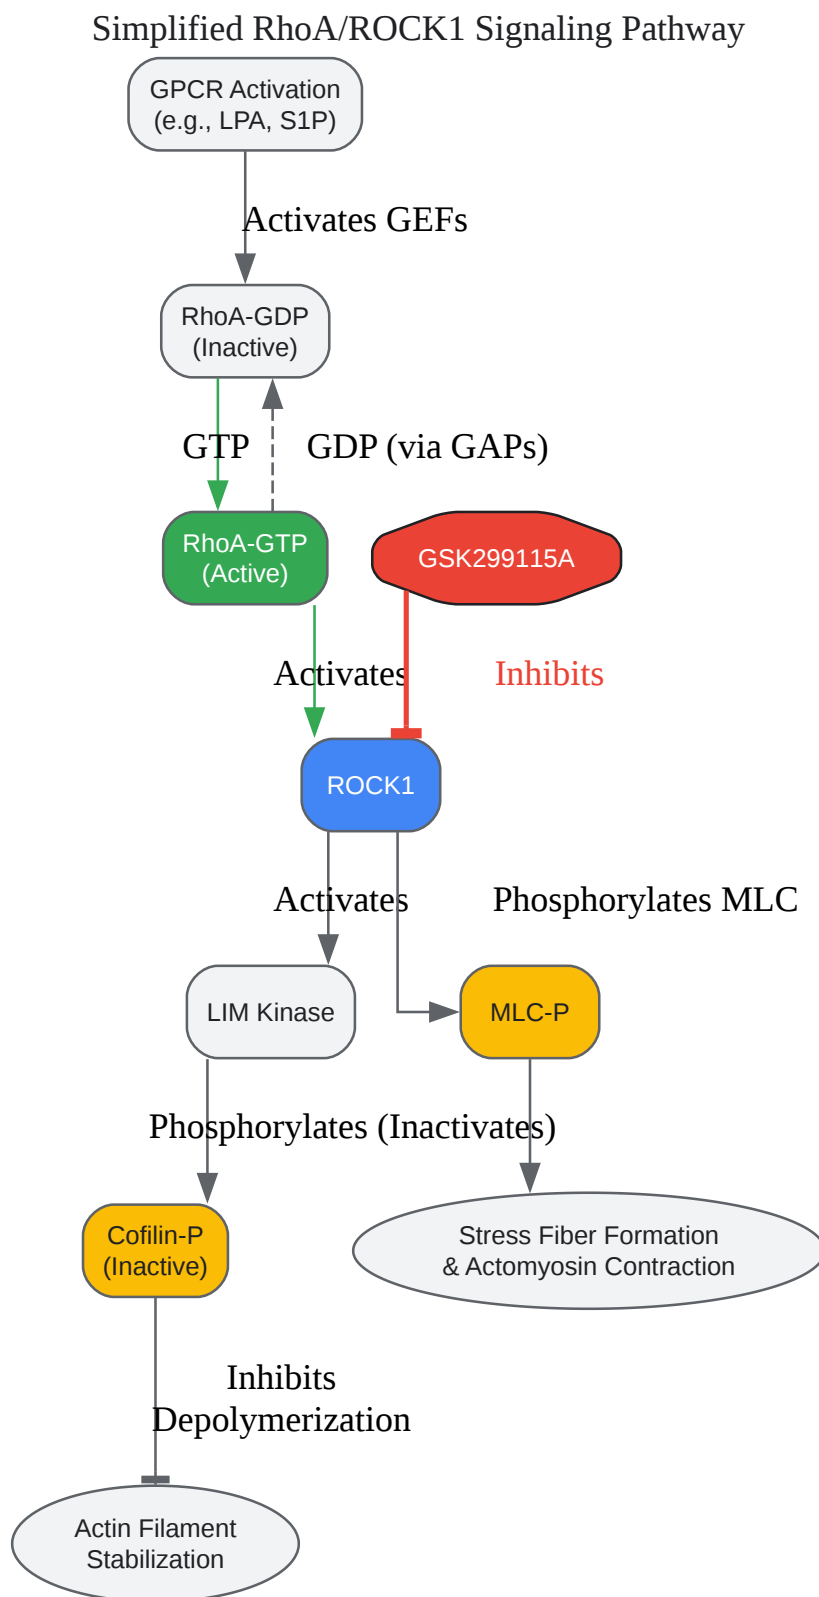 Simplified RhoA/ROCK1 Signaling Pathway
GPCR Activation
(e.g., LPA, S1P)
Activates GEFs
RhoA-GDP
(Inactive)
GTP
GDP (via GAPs)
RhoA-GTP
(Active)
GSK299115A
Activates
Inhibits
ROCK1
Activates
Phosphorylates MLC
LIM Kinase
MLC-P
Phosphorylates (Inactivates)
Cofilin-P
(Inactive)
Stress Fiber Formation
& Actomyosin Contraction
Inhibits
Depolymerization
Actin Filament
Stabilization